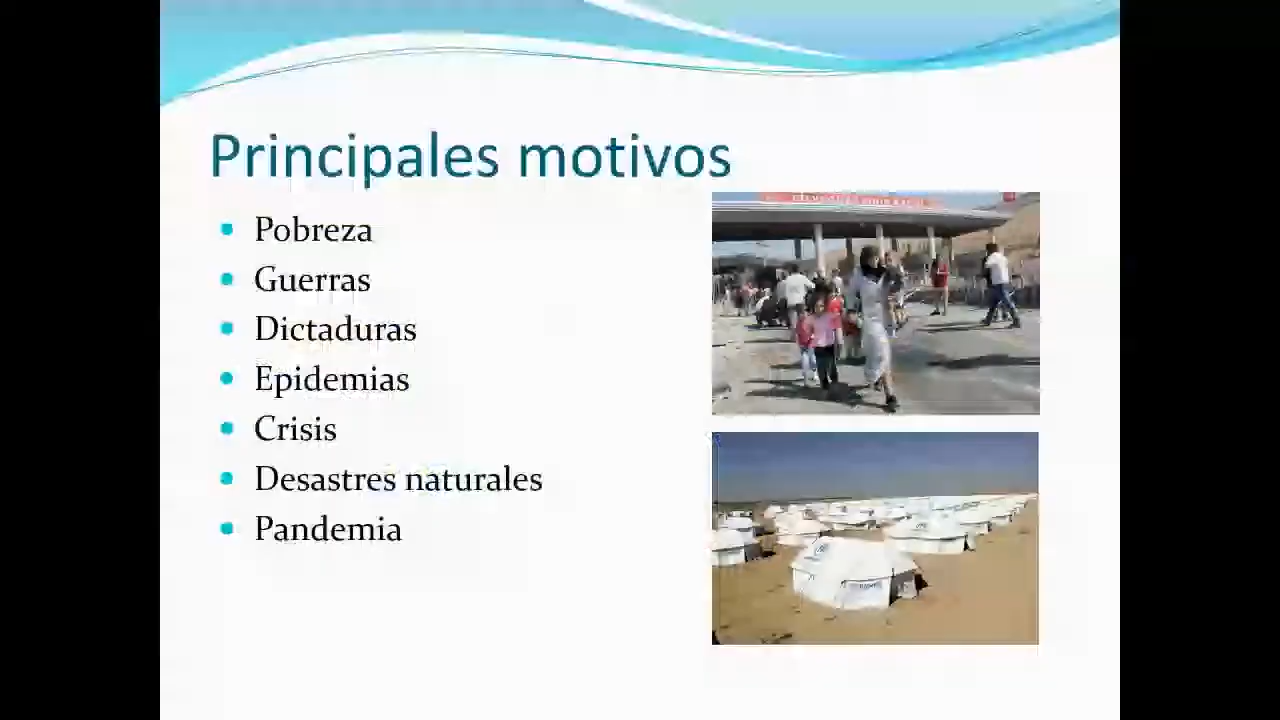 Principales motivos
Pobreza
Guerras
Dictaduras
Epidemias
Crisis
Desastres naturales
Pandemia